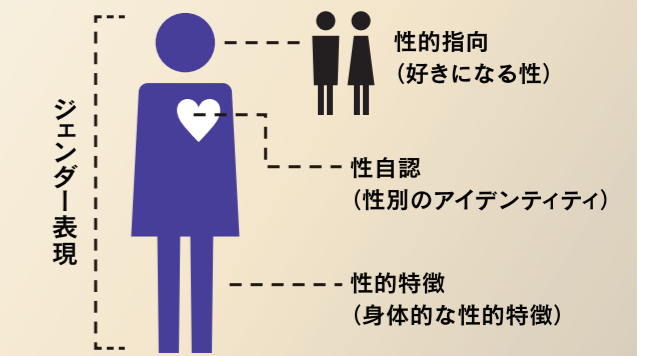 性的指向
（好きになる性）
ジェンダー表現
性自認
（性別のアイデンティティ）
性的特徴
（身体的な性的特徴）